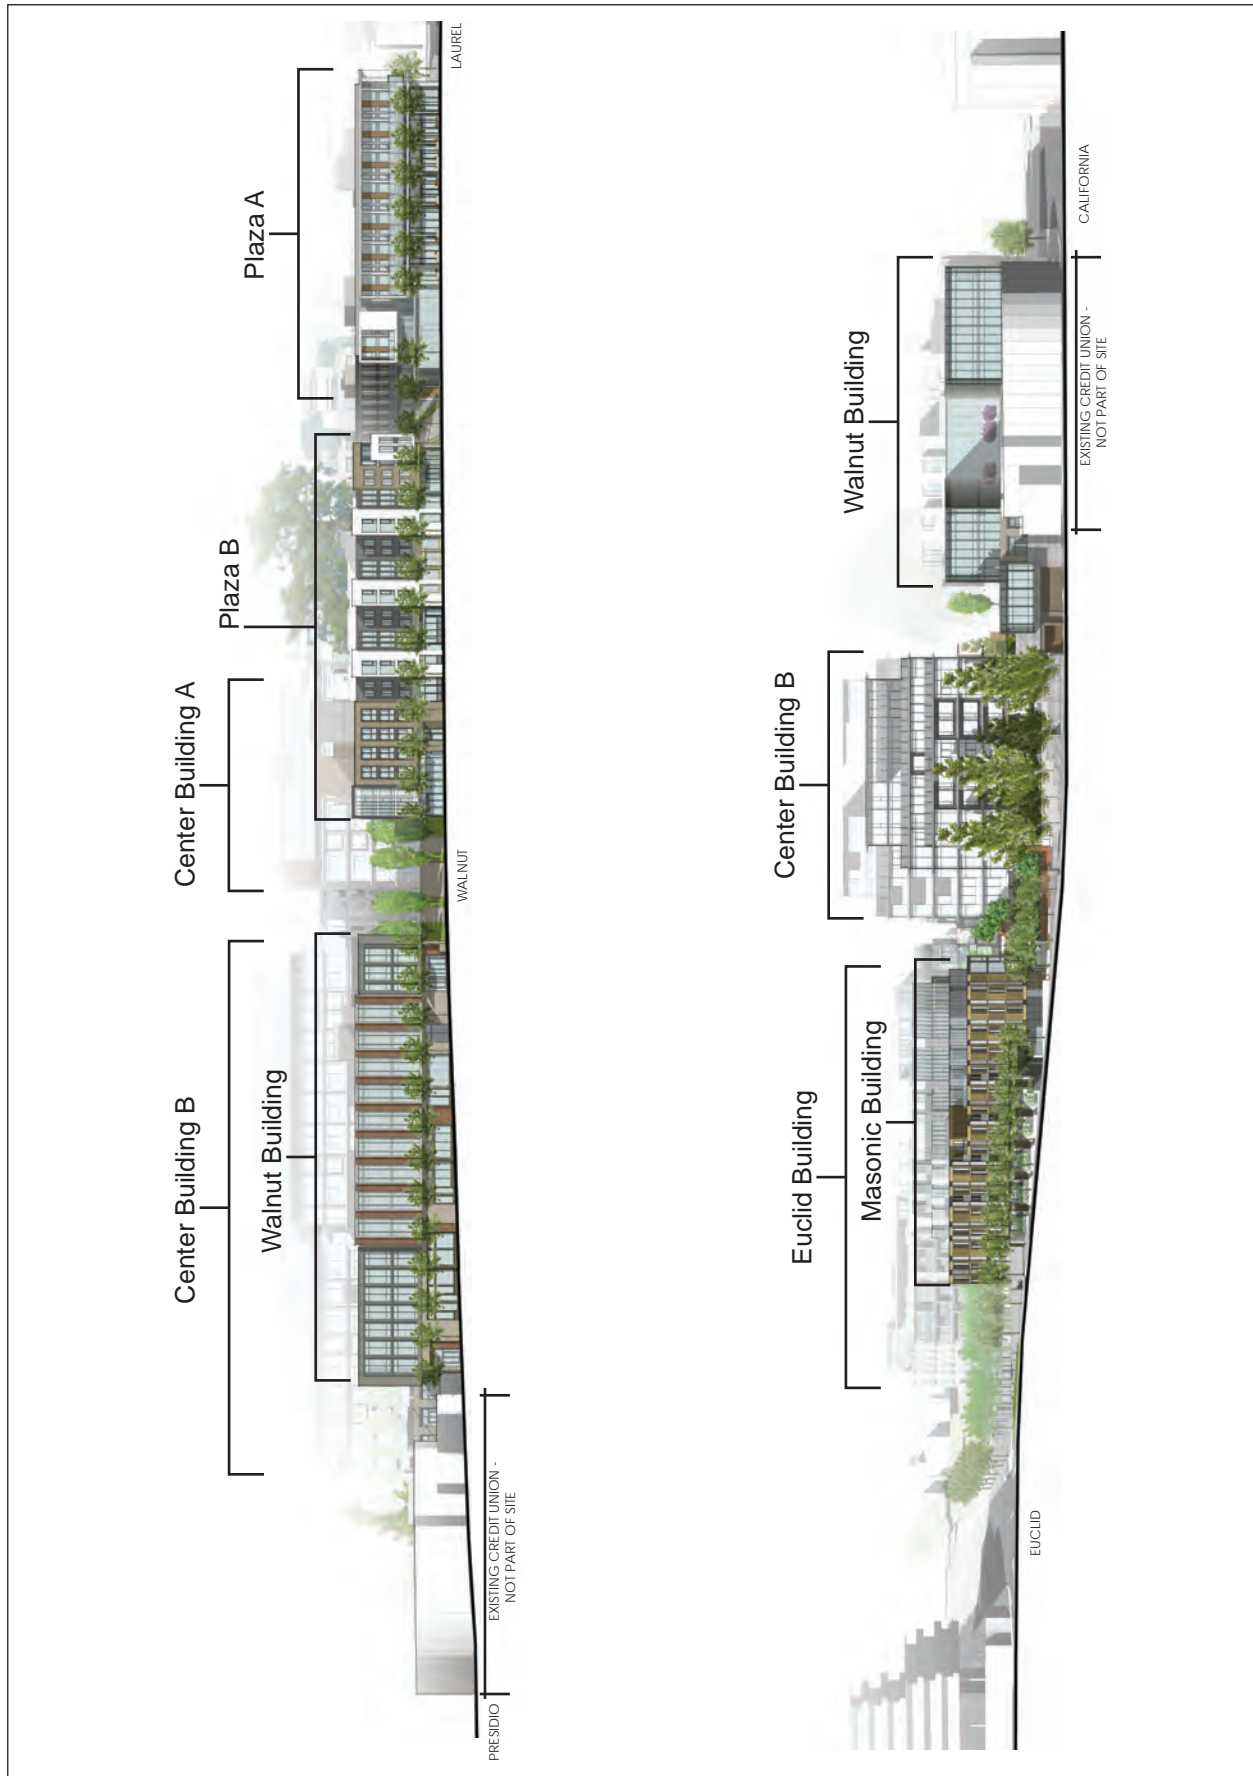 Center Building B
Center Building A
Plaza B
Plaza A
Walnut Building
LAUREL
WALNUT
PRESIDIO
EXISTING CREDIT UNION -
NOT PART OF SITE
Center Building B
Euclid Building
Walnut Building
Masonic Building
EUCLID
CALIFORNIA
EXISTING CREDIT UNION -
NOT PART OF SITE